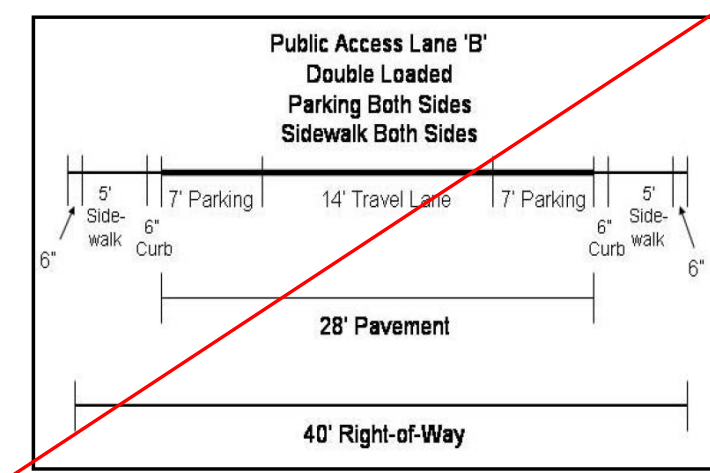 Public Access Lane 'B'
Double Loaded
Parking Both Sides
Sidewalk Both Sides
6"
5'
Side-
walk
6"
Curb
7' Parking
14' Travel Lane
7' Parking
6"
Curb
5'
Side-
walk
6"
28' Pavement
40' Right-of-Way